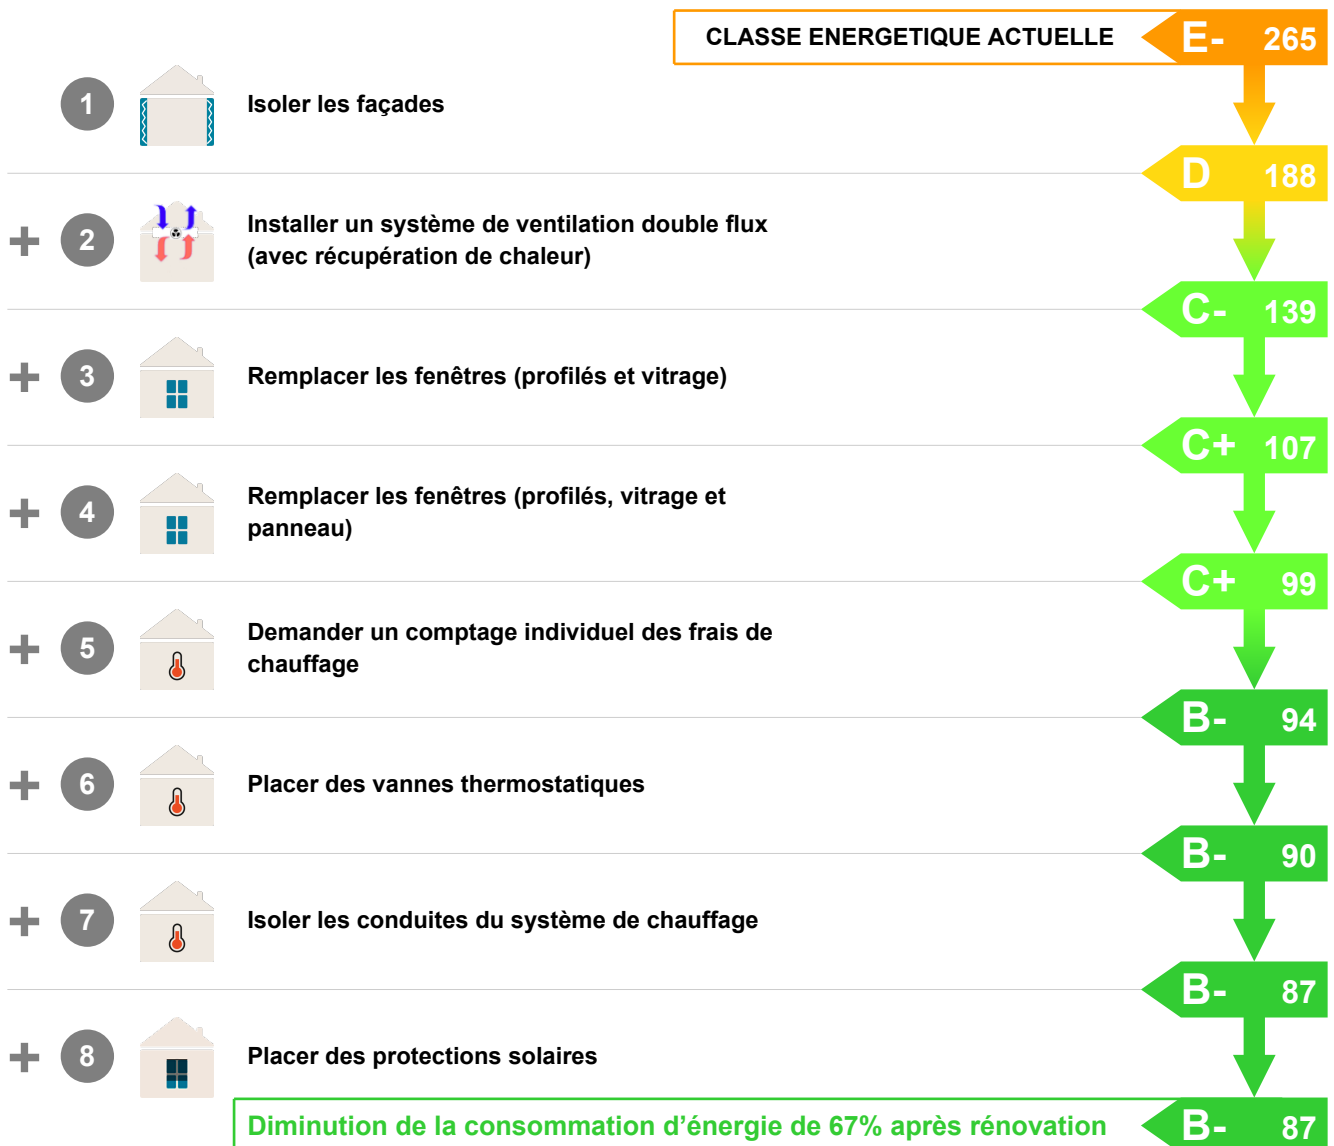 CLASSE ENERGETIQUE ACTUELLE E- 265
1 Isoler les façades
D 188
+ 2 Installer un système de ventilation double flux
(avec récupération de chaleur)
C- 139
+ 3 Remplacer les fenêtres (profilés et vitrage)
C+ 107
+ 4 Remplacer les fenêtres (profilés, vitrage et
panneau)
C+ 99
+ 5 Demander un comptage individuel des frais de
chauffage
B- 94
+ 6 Placer des vannes thermostatiques
B- 90
+ 7 Isoler les conduites du système de chauffage
B- 87
+ 8 Placer des protections solaires
Diminution de la consommation d’énergie de 67% après rénovation B- 87